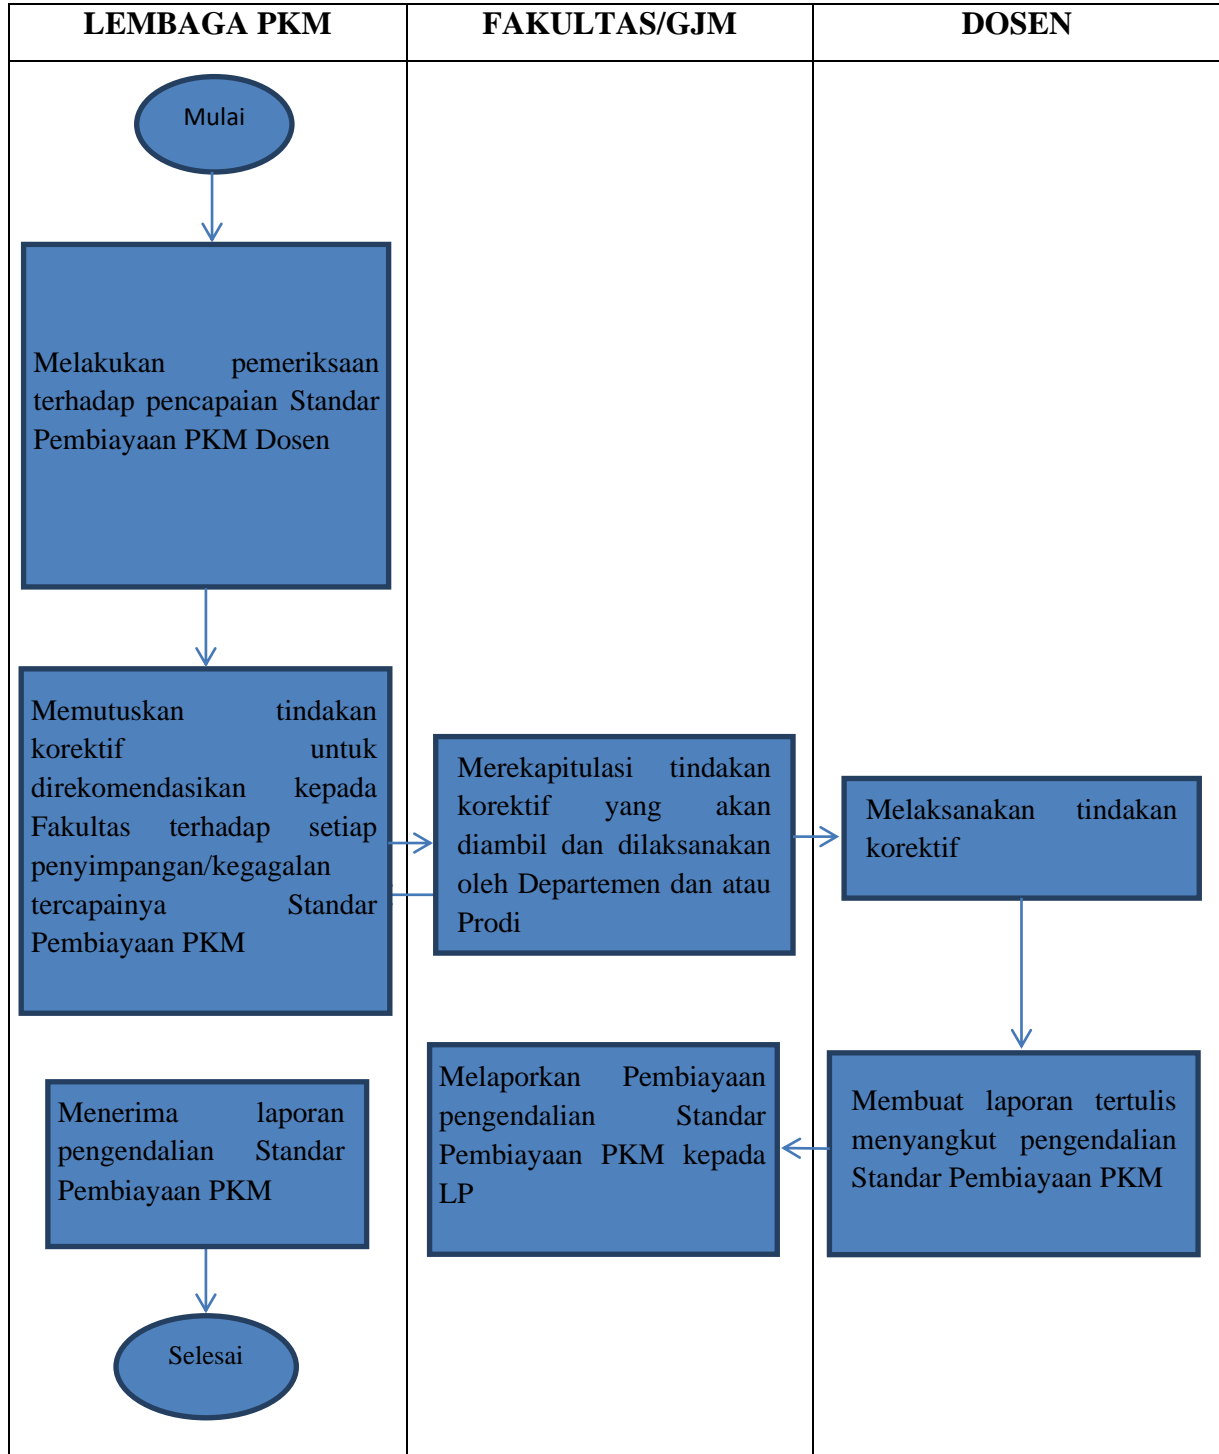 LEMBAGA PKM
FAKULTAS/GJM
DOSEN
Mulai
Melakukan pemeriksaan
terhadap pencapaian Standar
Pembiayaan PKM Dosen
Memutuskan tindakan
korektif untuk
direkomendasikan kepada
Fakultas terhadap setiap
penyimpangan/kegagalan
tercapainya Standar
Pembiayaan PKM
Merekapitulasi tindakan
korektif yang akan
diambil dan dilaksanakan
oleh Departemen dan atau
Prodi
Melaksanakan tindakan
korektif
Membuat laporan tertulis
menyangkut pengendalian
Standar Pembiayaan PKM
Melaporkan Pembiayaan
pengendalian Standar
Pembiayaan PKM kepada
LP
Menerima laporan
pengendalian Standar
Pembiayaan PKM
Selesai